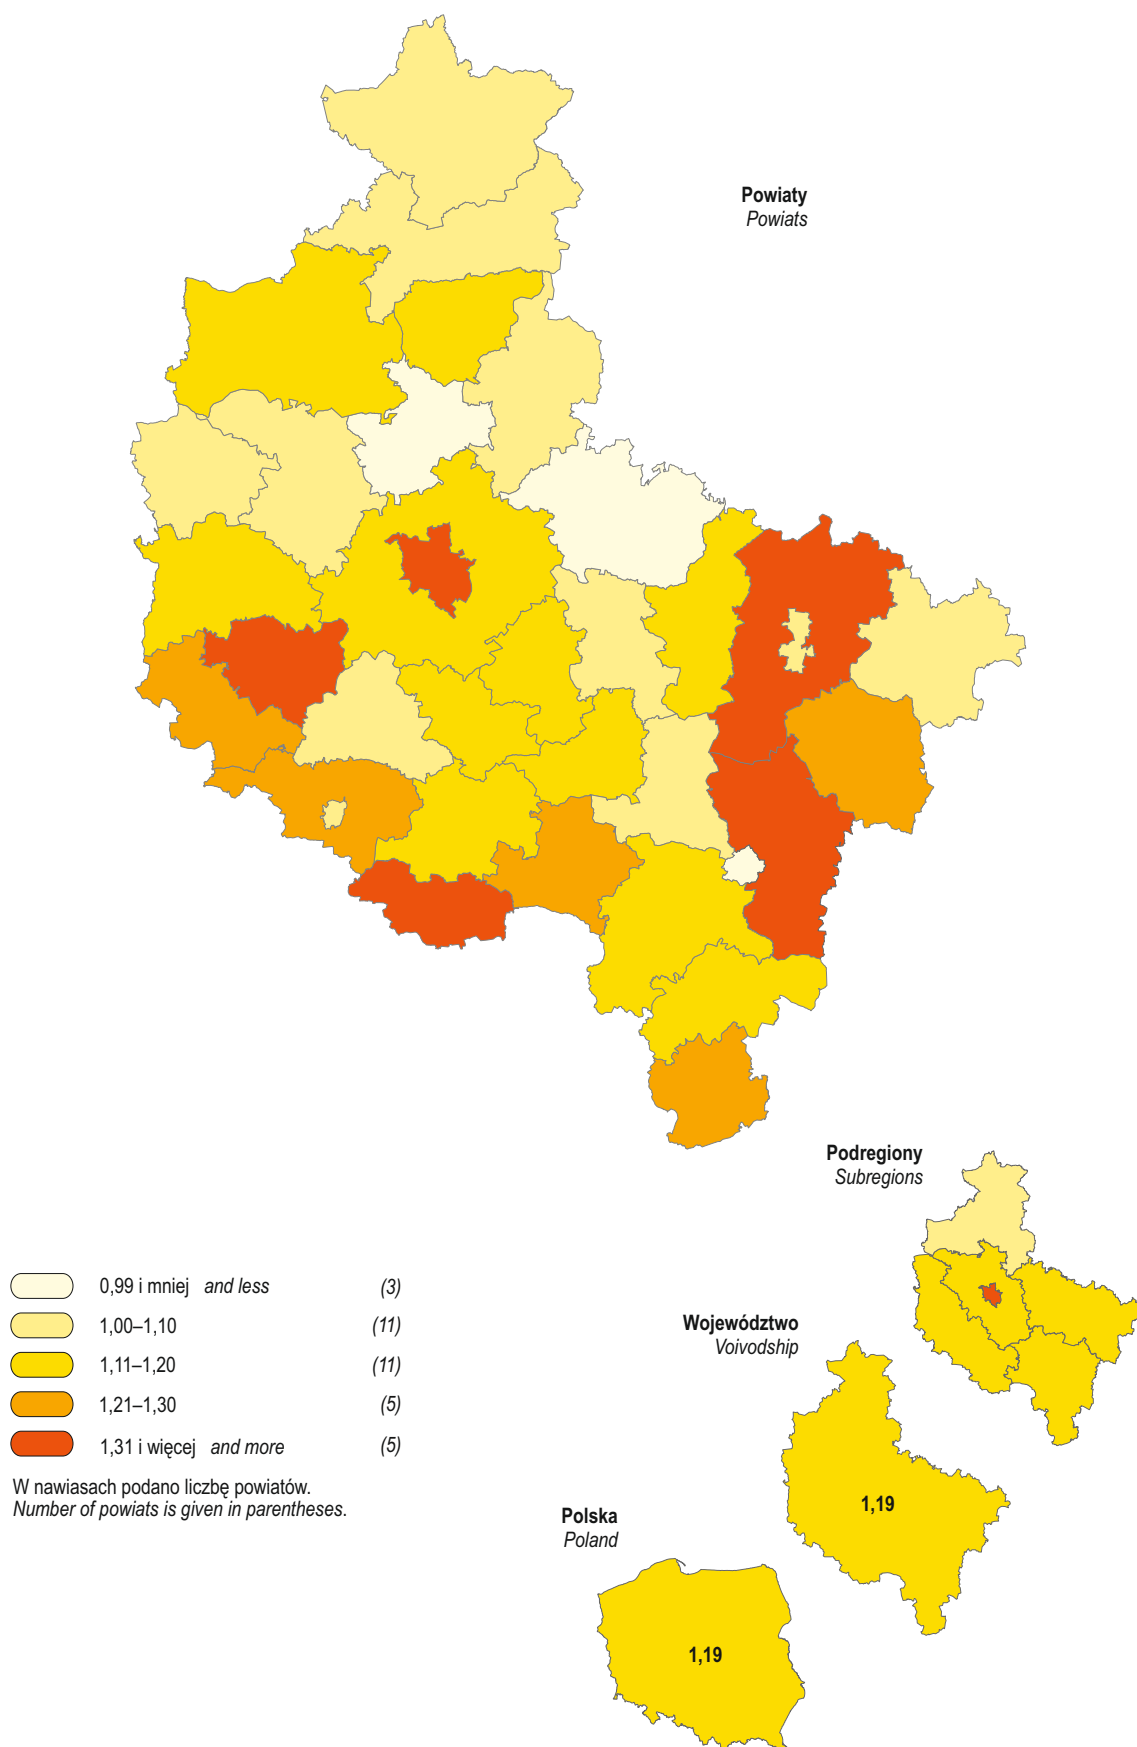 Powiaty
Powiats
Podregiony
Subregions
0,99 i mniej and less (3)
1,00–1,10 (11)
1,11–1,20 (11)
1,21–1,30 (5)
1,31 i więcej and more (5)
W nawiasach podano liczbę powiatów.
Number of powiats is given in parentheses.
Województwo
Voivodship
1,19
Polska
Poland
1,19